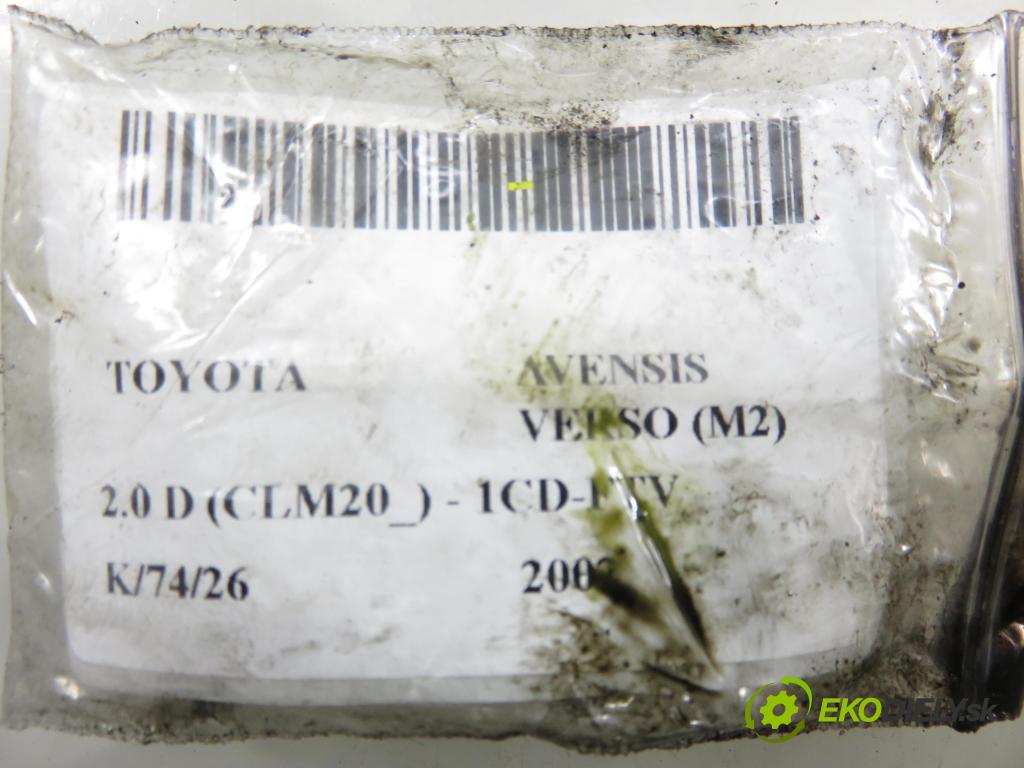 TOYOTA AVENSIS
VERSO (M2)
2.0 D (CLM20_) - 1CD-FTV
K/74/26
EKODIELY.sk